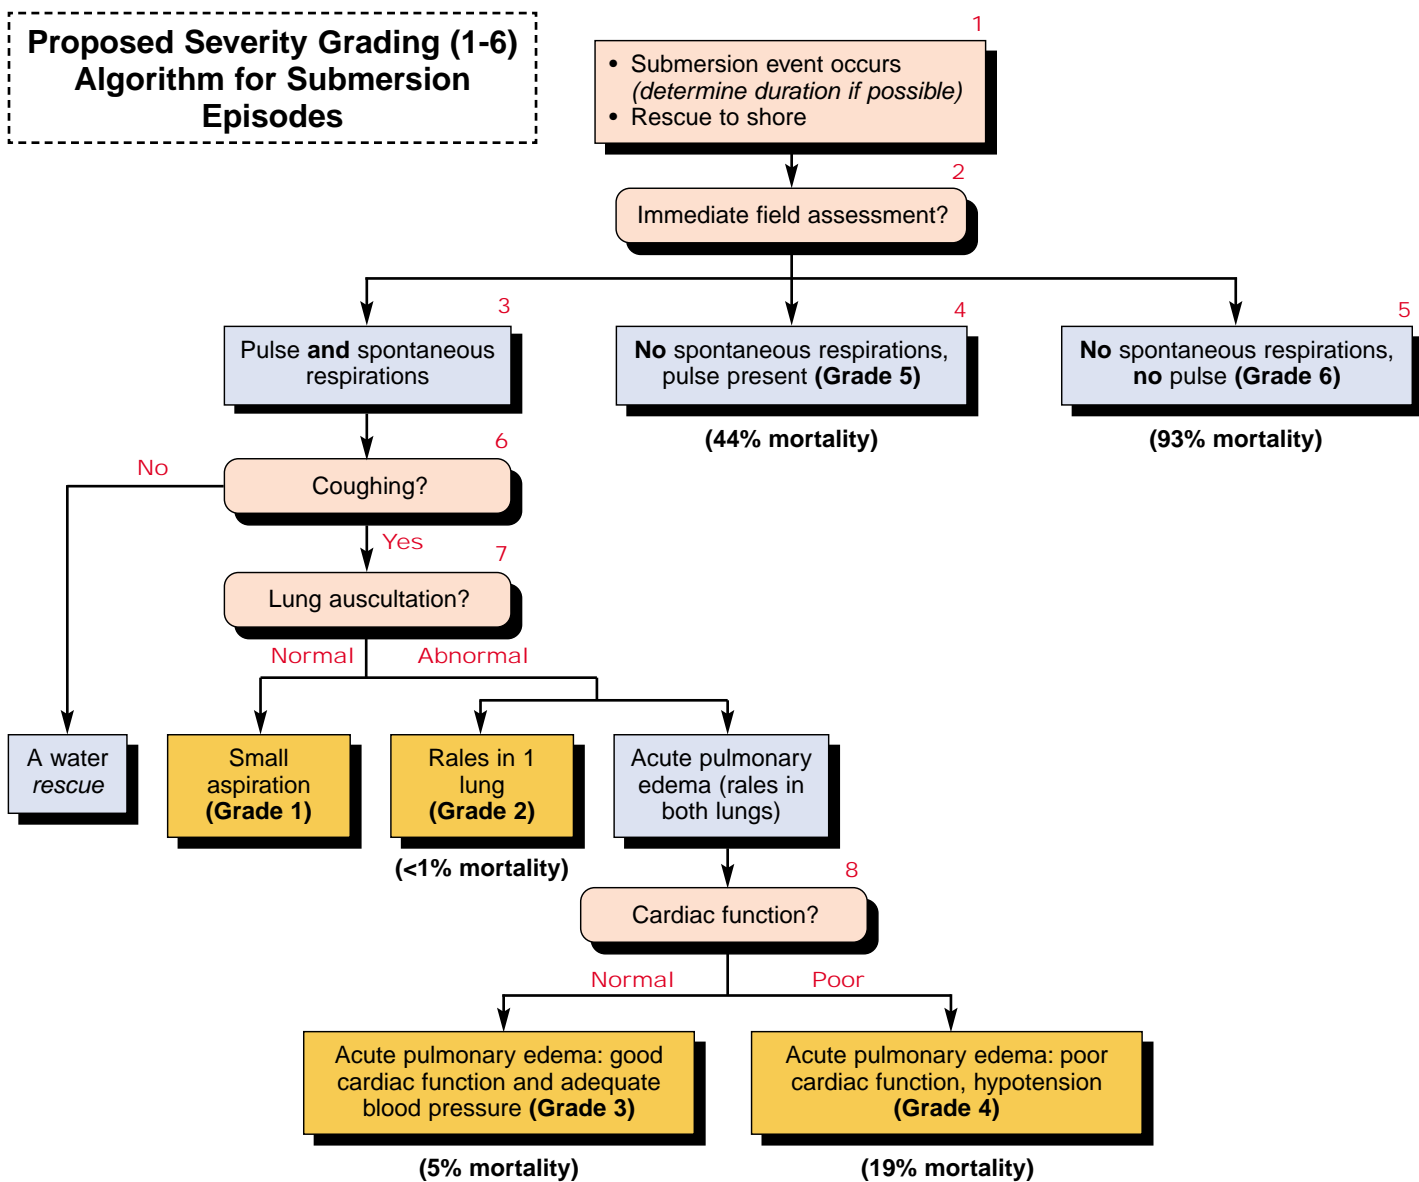 Proposed Severity Grading (1-6)
Algorithm for Submersion
Episodes
1
• Submersion event occurs
(determine duration if possible)
• Rescue to shore
2
Immediate field assessment?
3
Pulse and spontaneous
respirations
4
No spontaneous respirations,
pulse present (Grade 5)
(44% mortality)
5
No spontaneous respirations,
no pulse (Grade 6)
(93% mortality)
6
Coughing?
No
Yes
7
Lung auscultation?
Normal
Abnormal
A water
rescue
Small
aspiration
(Grade 1)
Rales in 1
lung
(Grade 2)
(<1% mortality)
Acute pulmonary
edema (rales in
both lungs)
8
Cardiac function?
Normal
Poor
Acute pulmonary edema: good
cardiac function and adequate
blood pressure (Grade 3)
(5% mortality)
Acute pulmonary edema: poor
cardiac function, hypotension
(Grade 4)
(19% mortality)